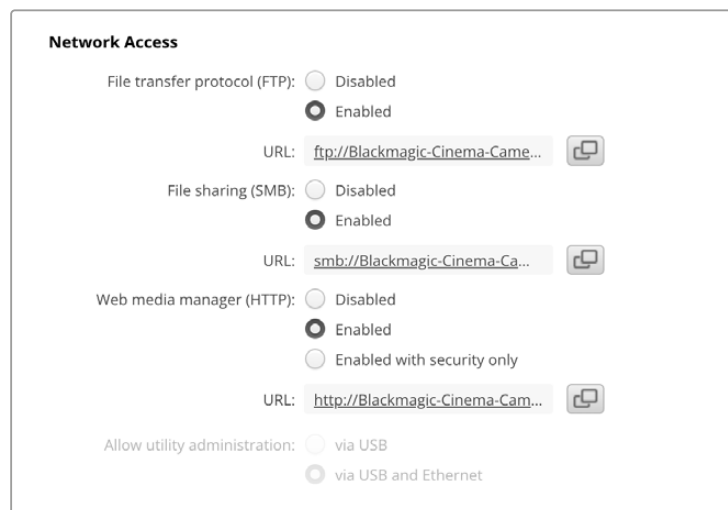 Network Access
File transfer protocol (FTP): Disabled
Enabled
URL: ftp://Blackmagic-Cinema-Came...
File sharing (SMB): Disabled
Enabled
URL: smb://Blackmagic-Cinema-Ca...
Web media manager (HTTP): Disabled
Enabled
Enabled with security only
URL: http://Blackmagic-Cinema-Cam...
Allow utility administration: via USB
via USB and Ethernet